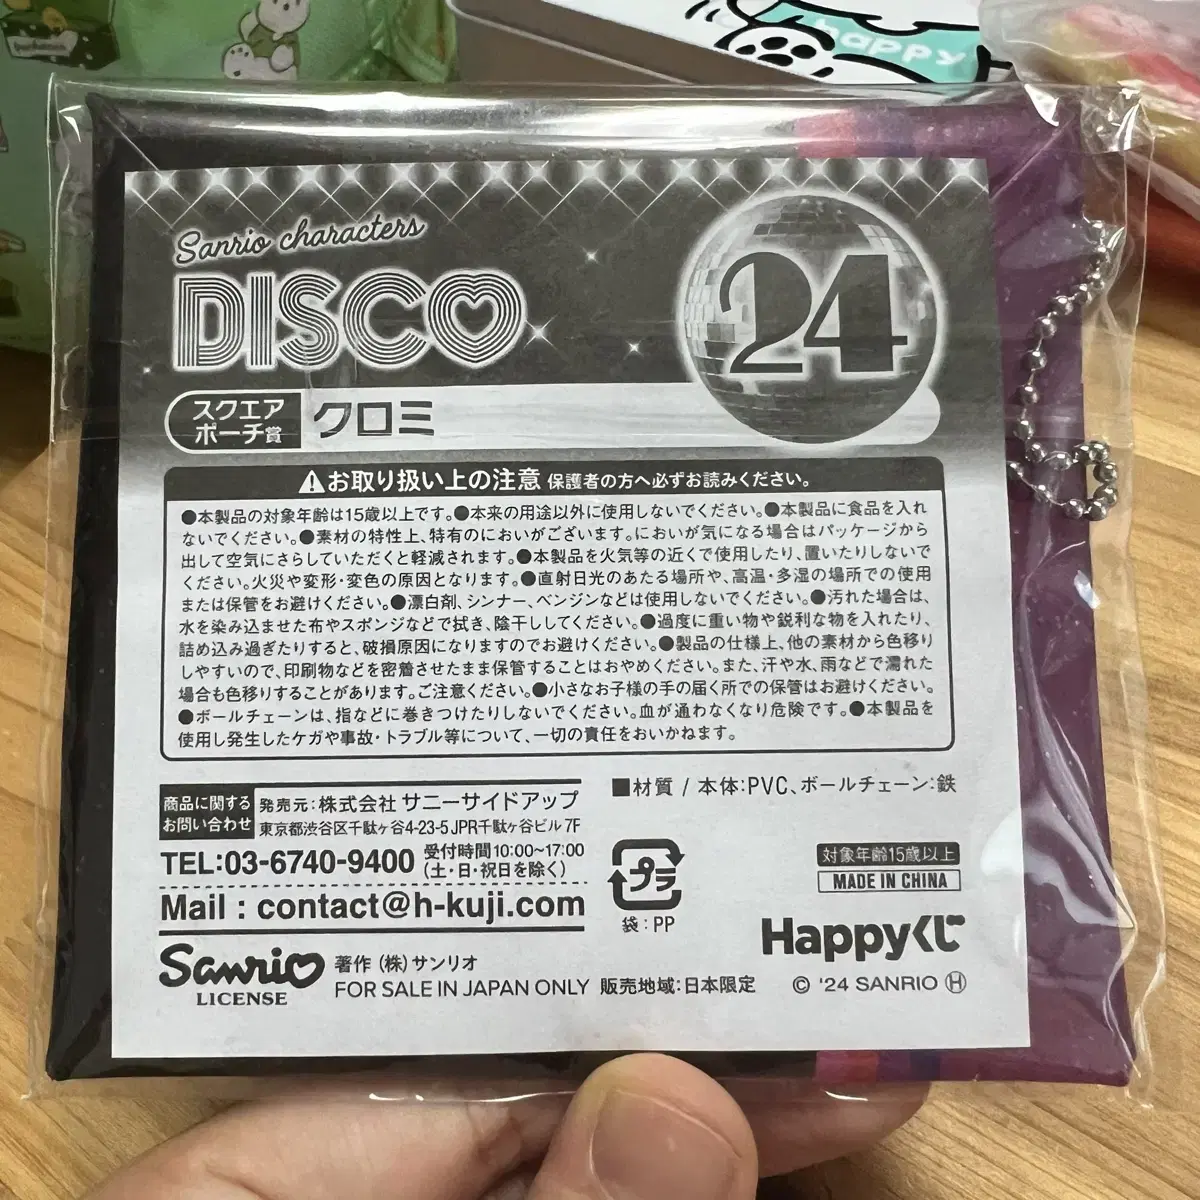 happy
Sanrio characters
DISCO
24
スクエア
ポーチ賞
クロミ
⚠お取り扱い上の注意 保護者の方へ必ずお読みください。
●本製品の対象年齢は15歳以上です。●本来の用途以外に使用しないでください。●本製品に食品を入れ
ないでください。●素材の特性上、特有のにおいがございます。においが気になる場合はパッケージから
出して空気にさらしていただくと軽減されます。●本製品を火気等の近くで使用したり、置いたりしないで
ください。火災や変形・変色の原因となります。●直射日光のあたる場所や、高温・多湿の場所での使用
または保管をお避けください。●漂白剤、シンナー、ベンジンなどは使用しないでください。●汚れた場合は、
水を染み込ませた布やスポンジなどで拭き、陰干ししてください。●過度に重い物や鋭利な物を入れたり、
詰め込み過ぎたりすると、破損原因になりますのでお避けください。●製品の仕様上、他の素材から色移り
しやすいので、印刷物などを密着させたまま保管することはおやめください。また、汗や水、雨などで濡れた
場合も色移りすることがあります。ご注意ください。●小さなお子様の手の届く所での保管はお避けください。
●ボールチェーンは、指などに巻きつけたりしないでください。血が通わなくなり危険です。●本製品を
使用し発生したケガや事故・トラブル等について、一切の責任をおいかねます。
商品に関する
お問い合わせ
発売元:株式会社 サニーサイドアップ
東京都渋谷区千駄ヶ谷4-23-5 JPR千駄ヶ谷ビル 7F
TEL:03-6740-9400 受付時間10:00~17:00
(土・日・祝日を除く)
Mail : contact@h-kuji.com
■材質 / 本体:PVC、ボールチェーン:鉄
プラ
袋:PP
対象年齢15歳以上
MADE IN CHINA
Happyくじ
Sanrio
LICENSE
著作 (株)サンリオ
FOR SALE IN JAPAN ONLY 販売地域:日本限定
© '24 SANRIO Ⓗ